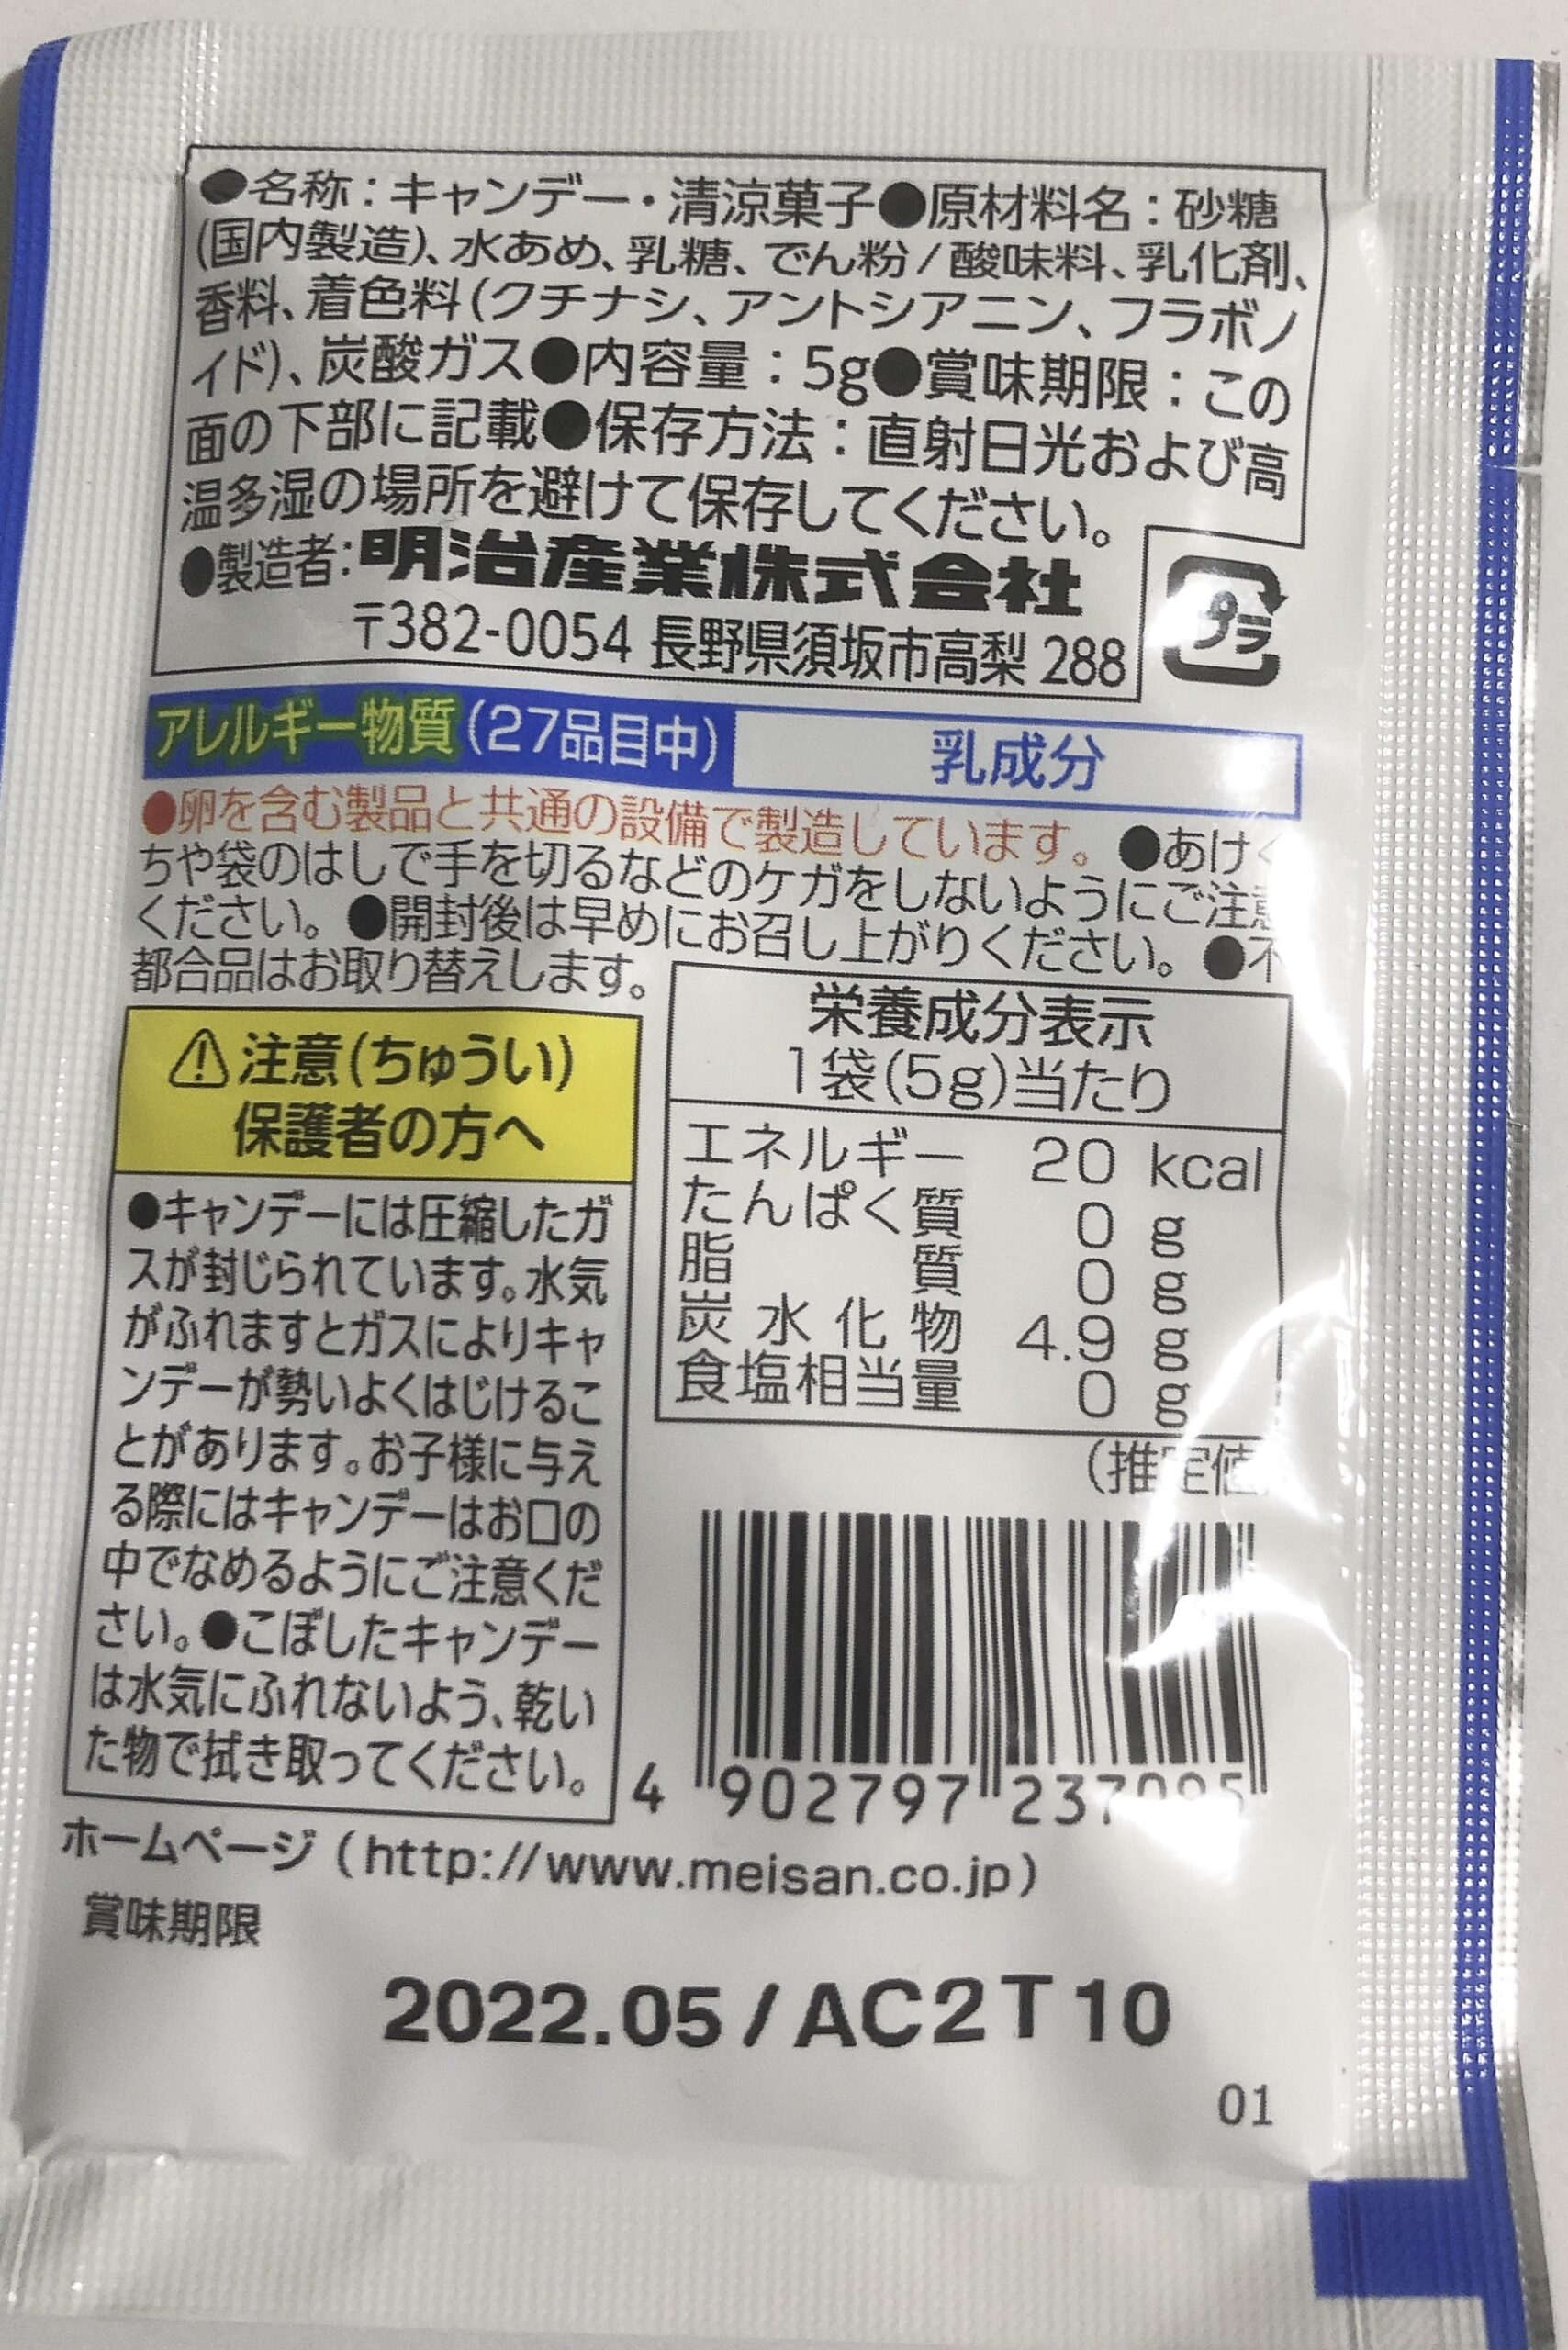 ●名称：キャンデー・清涼菓子●原材料名：砂糖
(国内製造)、水あめ、乳糖、でん粉/酸味料、乳化剤、
香料、着色料(クチナシ、アントシアニン、フラボノ
イド)、炭酸ガス●内容量：5g●賞味期限：この
面の下部に記載●保存方法：直射日光および高
温多湿の場所を避けて保存してください。
●製造者：明治産業株式会社
〒382-0054 長野県須坂市高梨 288
プラ
アレルギー物質(27品目中) 乳成分
●卵を含む製品と共通の設備で製造しています。●あけく
ちや袋のはしで手を切るなどのケガをしないようにご注意
ください。●開封後は早めにお召し上がりください。●不
都合品はお取り替えします。
⚠注意(ちゅうい)
保護者の方へ
●キャンデーには圧縮したガ
スが封じられています。水気
がふれますとガスによりキャ
ンデーが勢いよくはじけるこ
とがあります。お子様に与え
る際にはキャンデーはお口の
中でなめるようにご注意くだ
さい。●こぼしたキャンデー
は水気にふれないよう、乾い
た物で拭き取ってください。
栄養成分表示
1袋(5g)当たり
エネルギー 20 kcal
たんぱく質 0 g
脂質 0 g
炭水化物 4.9 g
食塩相当量 0 g
(推定値)
4 902797
ホームページ (http://www.meisan.co.jp)
賞味期限
2022.05/AC2T10
01